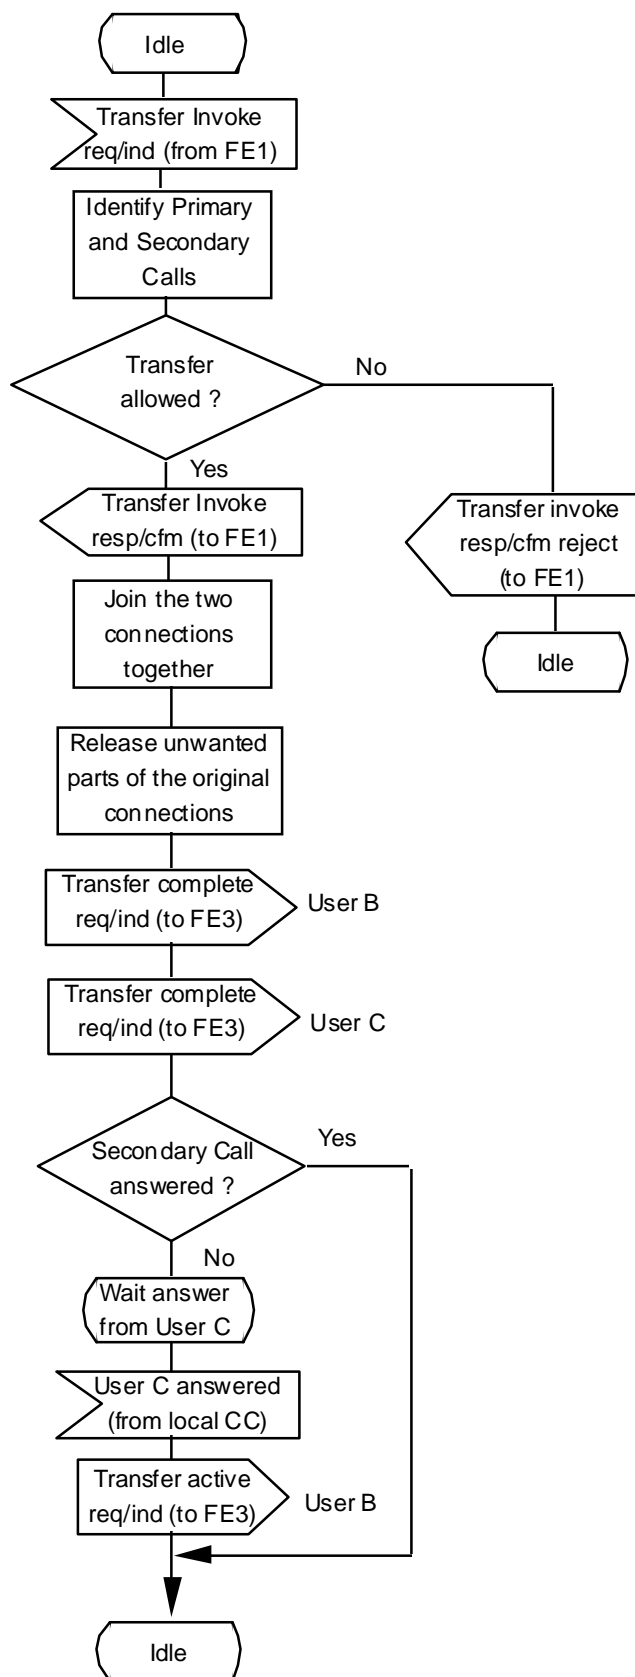 Idle
Transfer Invoke
req/ind (from FE1)
Identify Primary
and Secondary
Calls
Transfer
allowed ?
No
Yes
Transfer Invoke
resp/cfm (to FE1)
Transfer invoke
resp/cfm reject
(to FE1)
Idle
Join the two
connections
together
Release unwanted
parts of the original
connections
Transfer complete
req/ind (to FE3)
User B
Transfer complete
req/ind (to FE3)
User C
Secondary Call
answered ?
Yes
No
Wait answer
from User C
User C answered
(from local CC)
Transfer active
req/ind (to FE3)
User B
Idle